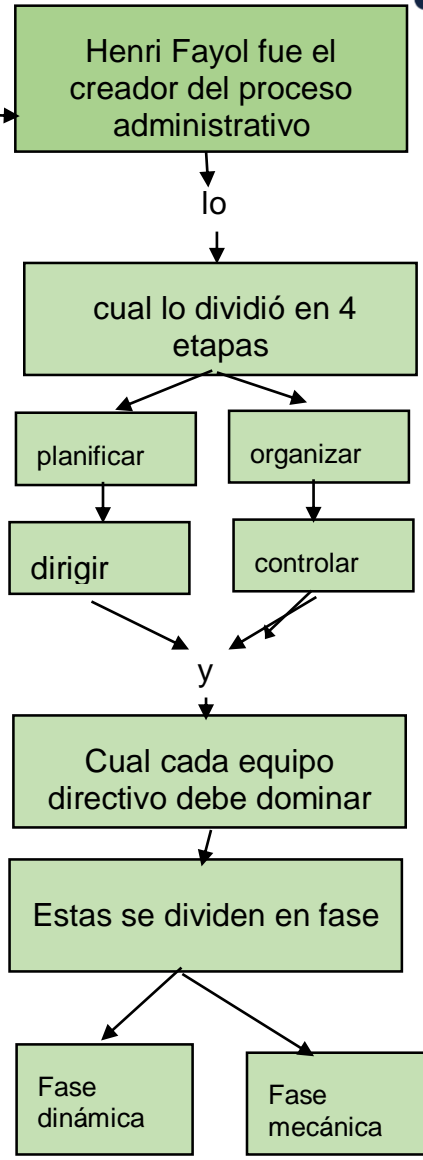 Henri Fayol fue el
creador del proceso
administrativo
lo
cual lo dividió en 4
etapas
planificar
organizar
dirigir
controlar
y
Cual cada equipo
directivo debe dominar
Estas se dividen en fase
Fase
dinámica
Fase
mecánica